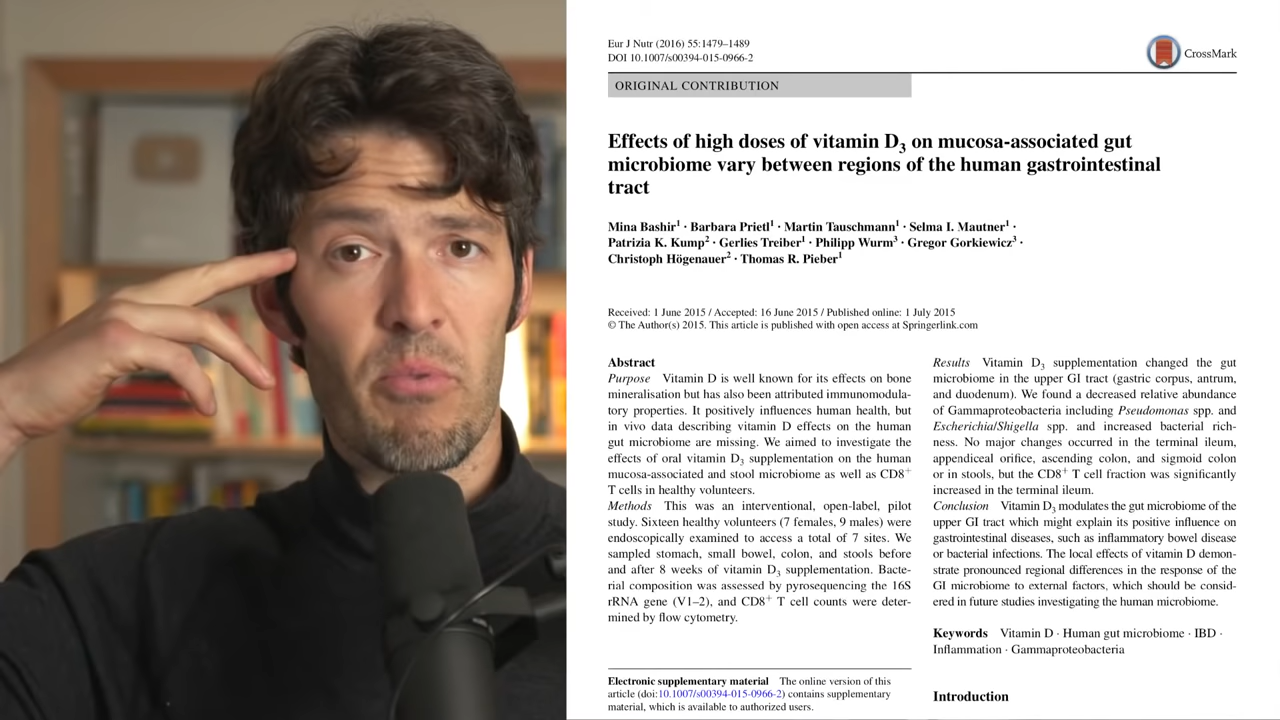 Eur J Nutr (2016) 55:1479–1489
DOI 10.1007/s00394-015-0966-2
CrossMark
ORIGINAL CONTRIBUTION
Effects of high doses of vitamin D₃ on mucosa-associated gut
microbiome vary between regions of the human gastrointestinal
tract
Mina Bashir¹ · Barbara Prietl¹ · Martin Tauschmann¹ · Selma I. Mautner¹ ·
Patrizia K. Kump² · Gerlies Treiber¹ · Philipp Wurm³ · Gregor Gorkiewicz³ ·
Christoph Högenauer² · Thomas R. Pieber¹
Received: 1 June 2015 / Accepted: 16 June 2015 / Published online: 1 July 2015
© The Author(s) 2015. This article is published with open access at Springerlink.com
Abstract
Purpose Vitamin D is well known for its effects on bone
mineralisation but has also been attributed immunomodula-
tory properties. It positively influences human health, but
in vivo data describing vitamin D effects on the human
gut microbiome are missing. We aimed to investigate the
effects of oral vitamin D₃ supplementation on the human
mucosa-associated and stool microbiome as well as CD8⁺
T cells in healthy volunteers.
Methods This was an interventional, open-label, pilot
study. Sixteen healthy volunteers (7 females, 9 males) were
endoscopically examined to access a total of 7 sites. We
sampled stomach, small bowel, colon, and stools before
and after 8 weeks of vitamin D₃ supplementation. Bacte-
rial composition was assessed by pyrosequencing the 16S
rRNA gene (V1–2), and CD8⁺ T cell counts were deter-
mined by flow cytometry.
Electronic supplementary material The online version of this
article (doi:10.1007/s00394-015-0966-2) contains supplementary
material, which is available to authorized users.
Results Vitamin D₃ supplementation changed the gut
microbiome in the upper GI tract (gastric corpus, antrum,
and duodenum). We found a decreased relative abundance
of Gammaproteobacteria including Pseudomonas spp. and
Escherichia/Shigella spp. and increased bacterial rich-
ness. No major changes occurred in the terminal ileum,
appendiceal orifice, ascending colon, and sigmoid colon
or in stools, but the CD8⁺ T cell fraction was significantly
increased in the terminal ileum.
Conclusion Vitamin D₃ modulates the gut microbiome of the
upper GI tract which might explain its positive influence on
gastrointestinal diseases, such as inflammatory bowel disease
or bacterial infections. The local effects of vitamin D demon-
strate pronounced regional differences in the response of the
GI microbiome to external factors, which should be consid-
ered in future studies investigating the human microbiome.
Keywords Vitamin D · Human gut microbiome · IBD ·
Inflammation · Gammaproteobacteria
Introduction